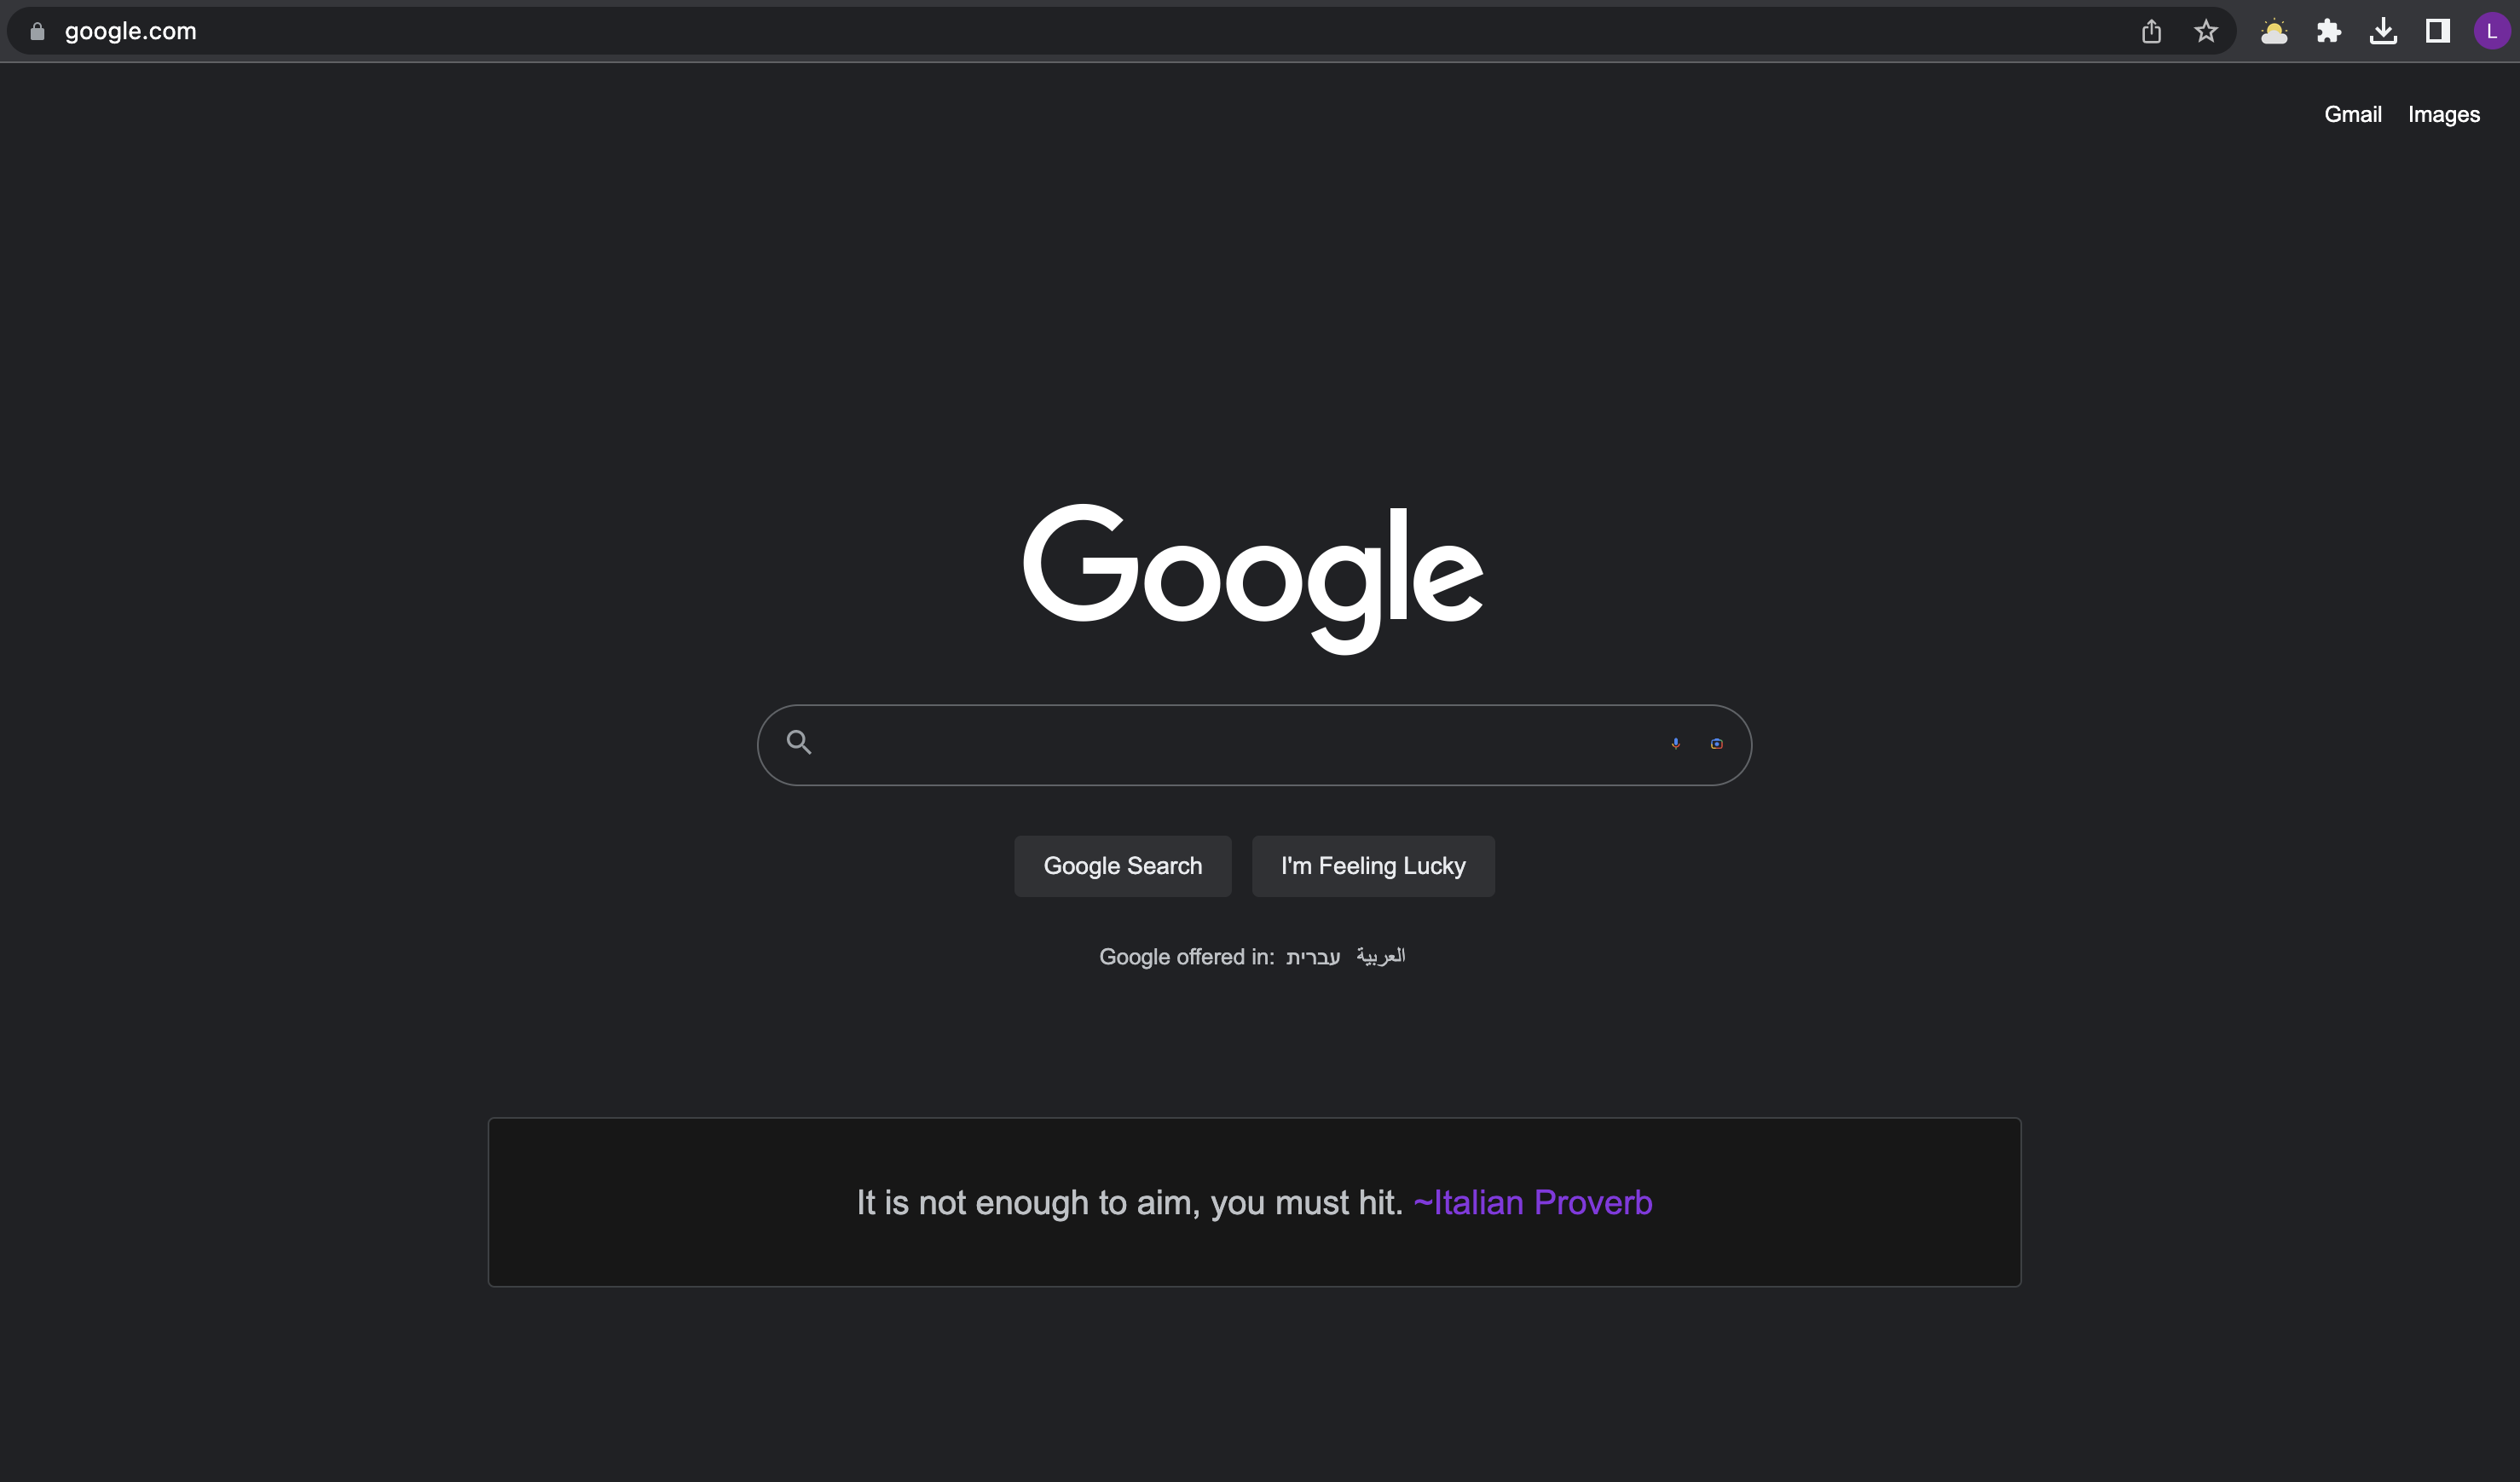 google.com
L
Gmail Images
Google
Google Search I'm Feeling Lucky
Google offered in: עברית العربية
It is not enough to aim, you must hit. ~Italian Proverb